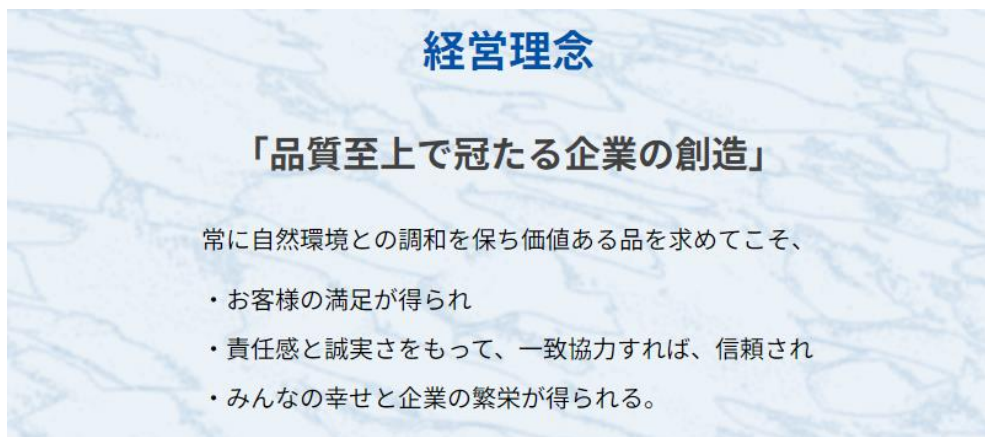 経営理念
「品質至上で冠たる企業の創造」
常に自然環境との調和を保ち価値ある品を求めてこそ、
・お客様の満足が得られ
・責任感と誠実さをもって、一致協力すれば、信頼され
・みんなの幸せと企業の繁栄が得られる。